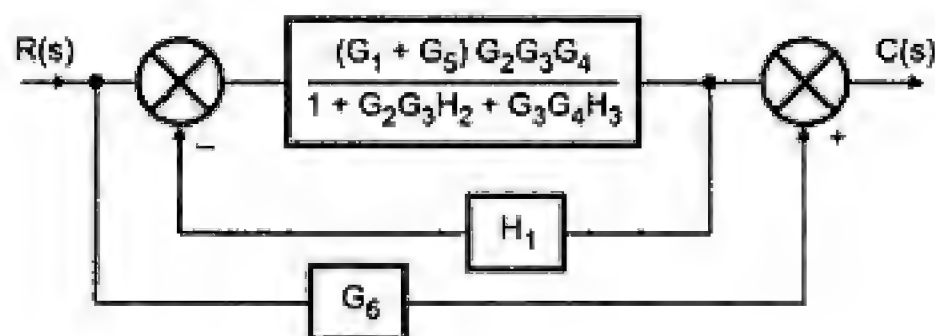 R(s)
(G₁ + G₅) G₂G₃G₄
1 + G₂G₃H₂ + G₃G₄H₃
C(s)
−
+
H₁
G₆